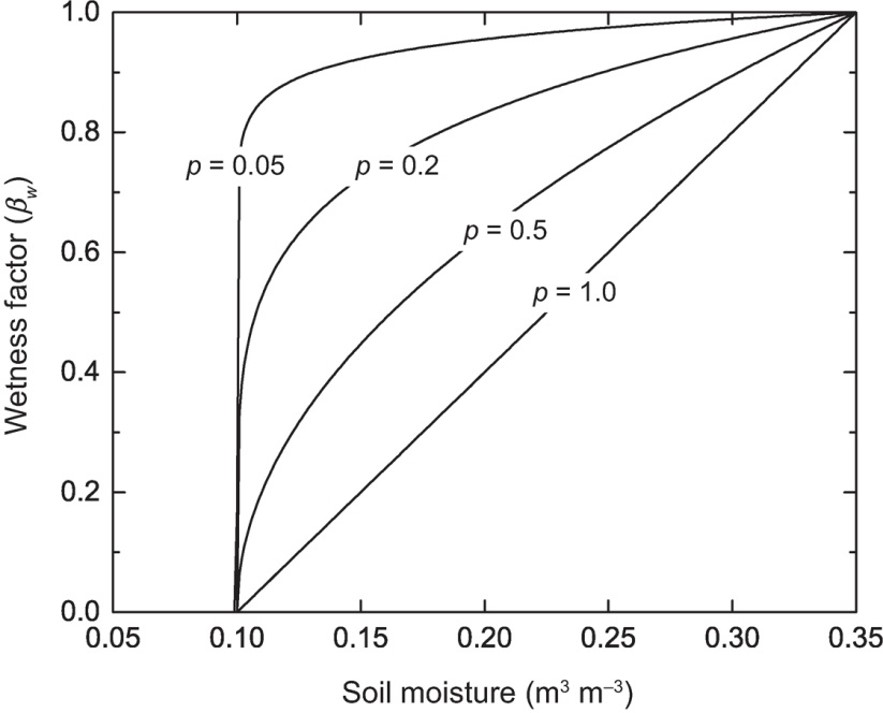 1.0
0.8
0.6
0.4
0.2
0.0
Wetness factor (βw)
p = 0.05
p = 0.2
p = 0.5
p = 1.0
0.05 0.10 0.15 0.20 0.25 0.30 0.35
Soil moisture (m³ m⁻³)